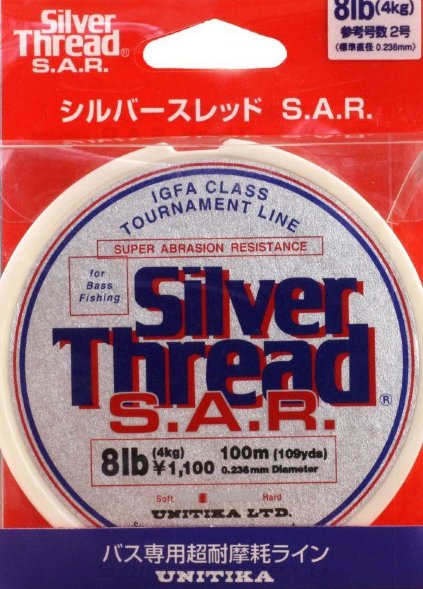 Silver
Thread®
S.A.R.
8lb(4kg)
参考号数 2号
〈標準直径 0.236mm〉
シルバースレッド S.A.R.
IGFA CLASS
TOURNAMENT LINE
SUPER ABRASION RESISTANCE
for
Bass
Fishing
Silver
Thread®
S.A.R.
8lb (4kg) ¥1,100
100m (109yds)
0.236mm Diameter
Soft Hard
UNITIKA LTD.
バス専用超耐摩耗ライン
UNITIKA